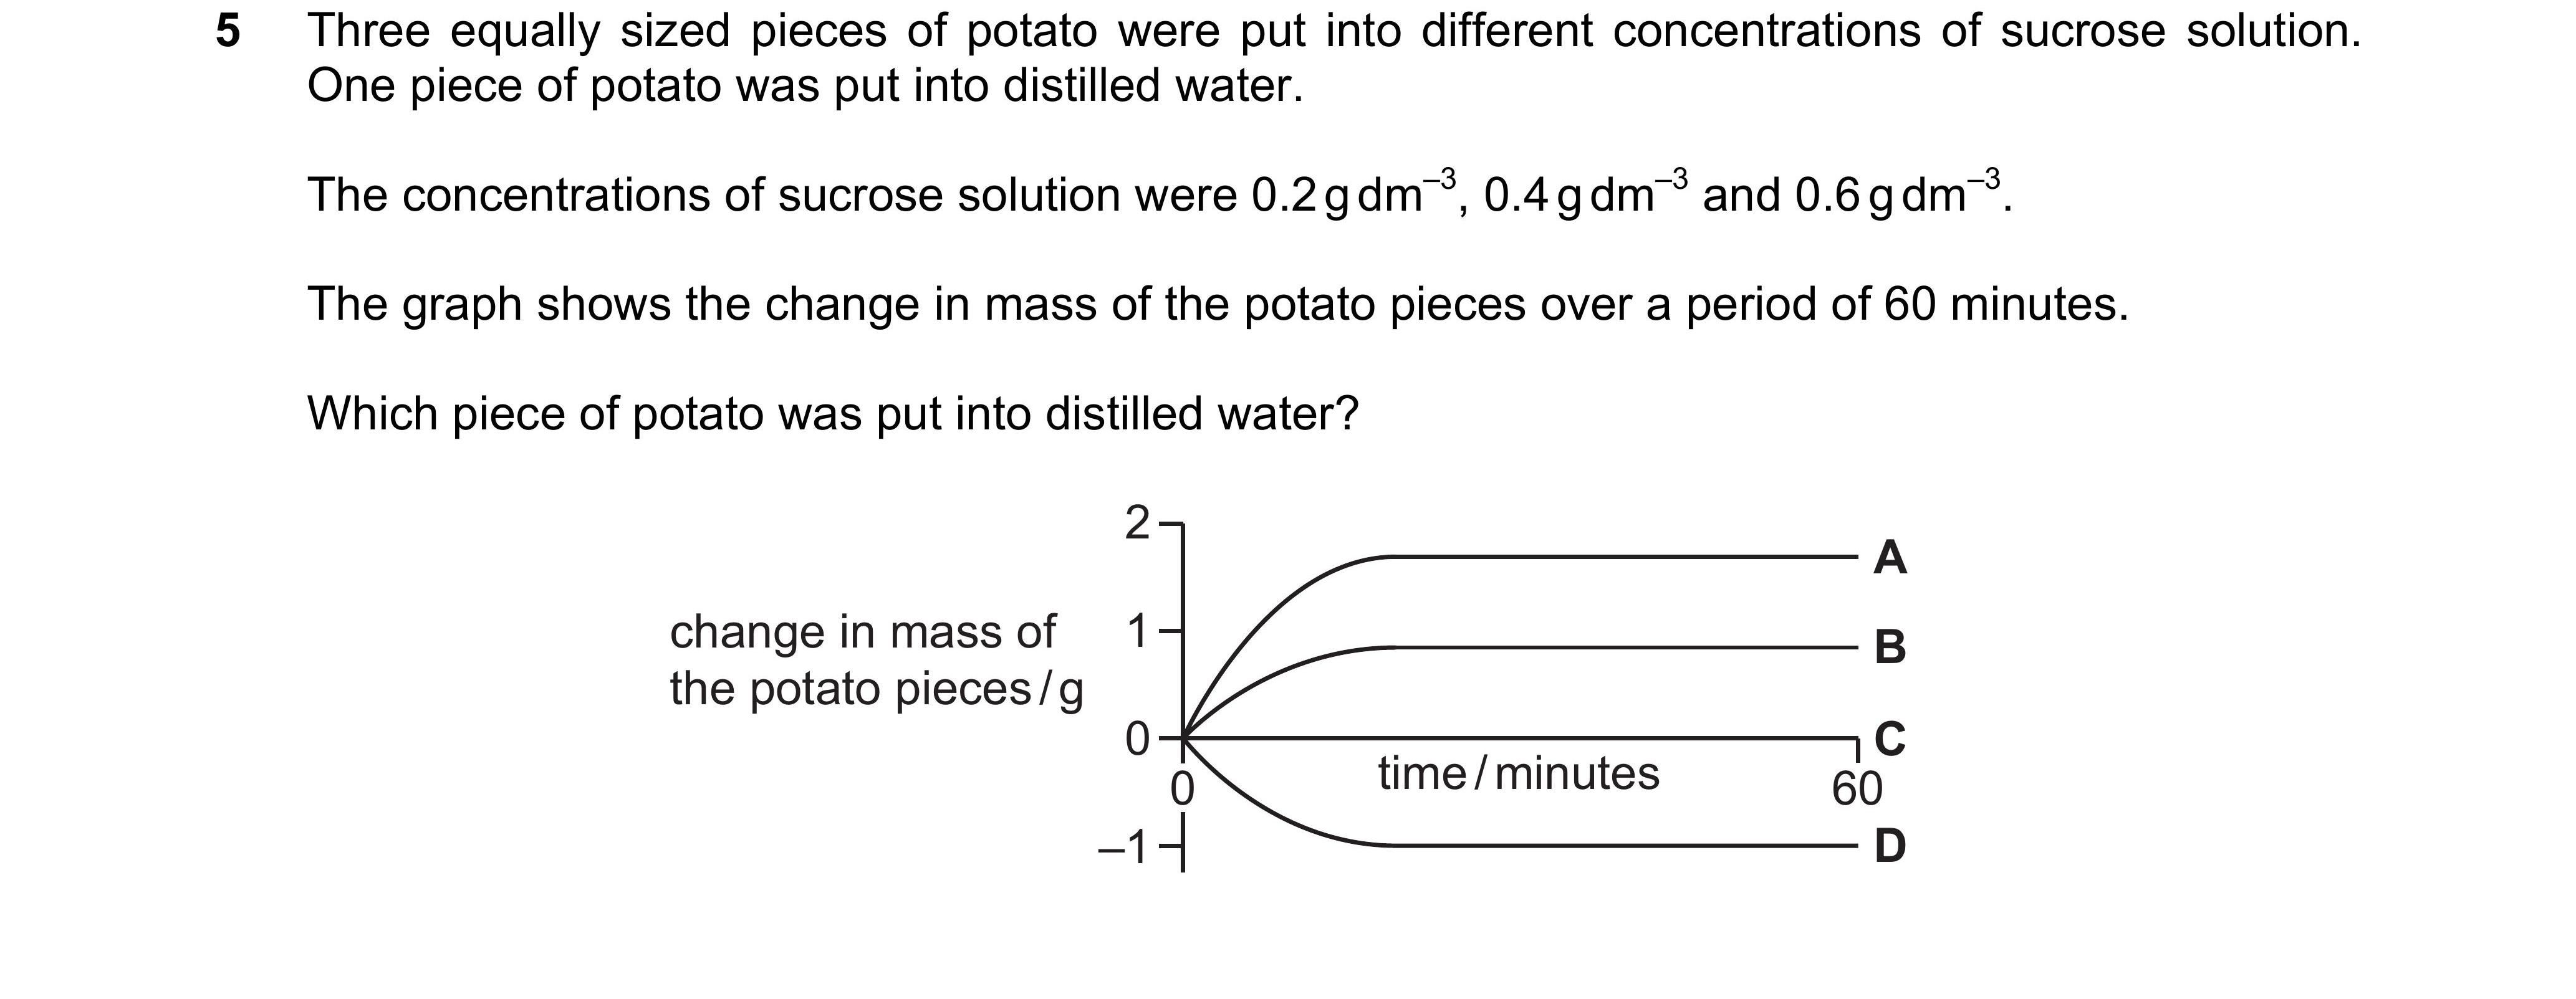 5 Three equally sized pieces of potato were put into different concentrations of sucrose solution.
One piece of potato was put into distilled water.
The concentrations of sucrose solution were 0.2 g dm⁻³, 0.4 g dm⁻³ and 0.6 g dm⁻³.
The graph shows the change in mass of the potato pieces over a period of 60 minutes.
Which piece of potato was put into distilled water?
2
A
change in mass of
the potato pieces / g
1
B
0
C
time / minutes
0
60
–1
D